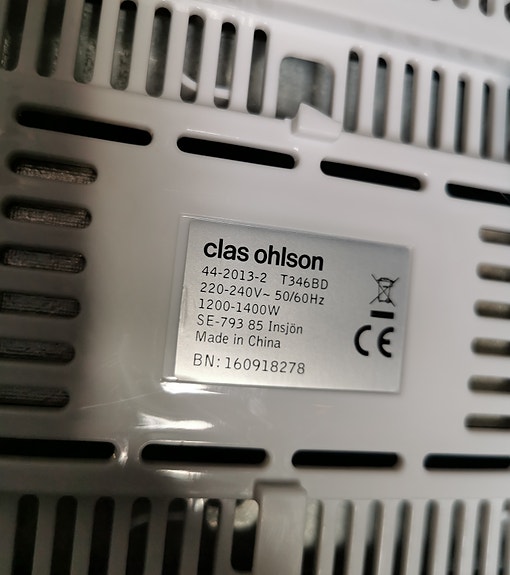 clas ohlson
44-2013-2 T346BD
220-240V~ 50/60Hz
1200-1400W
SE-793 85 Insjön
Made in China
BN: 160918278
CE